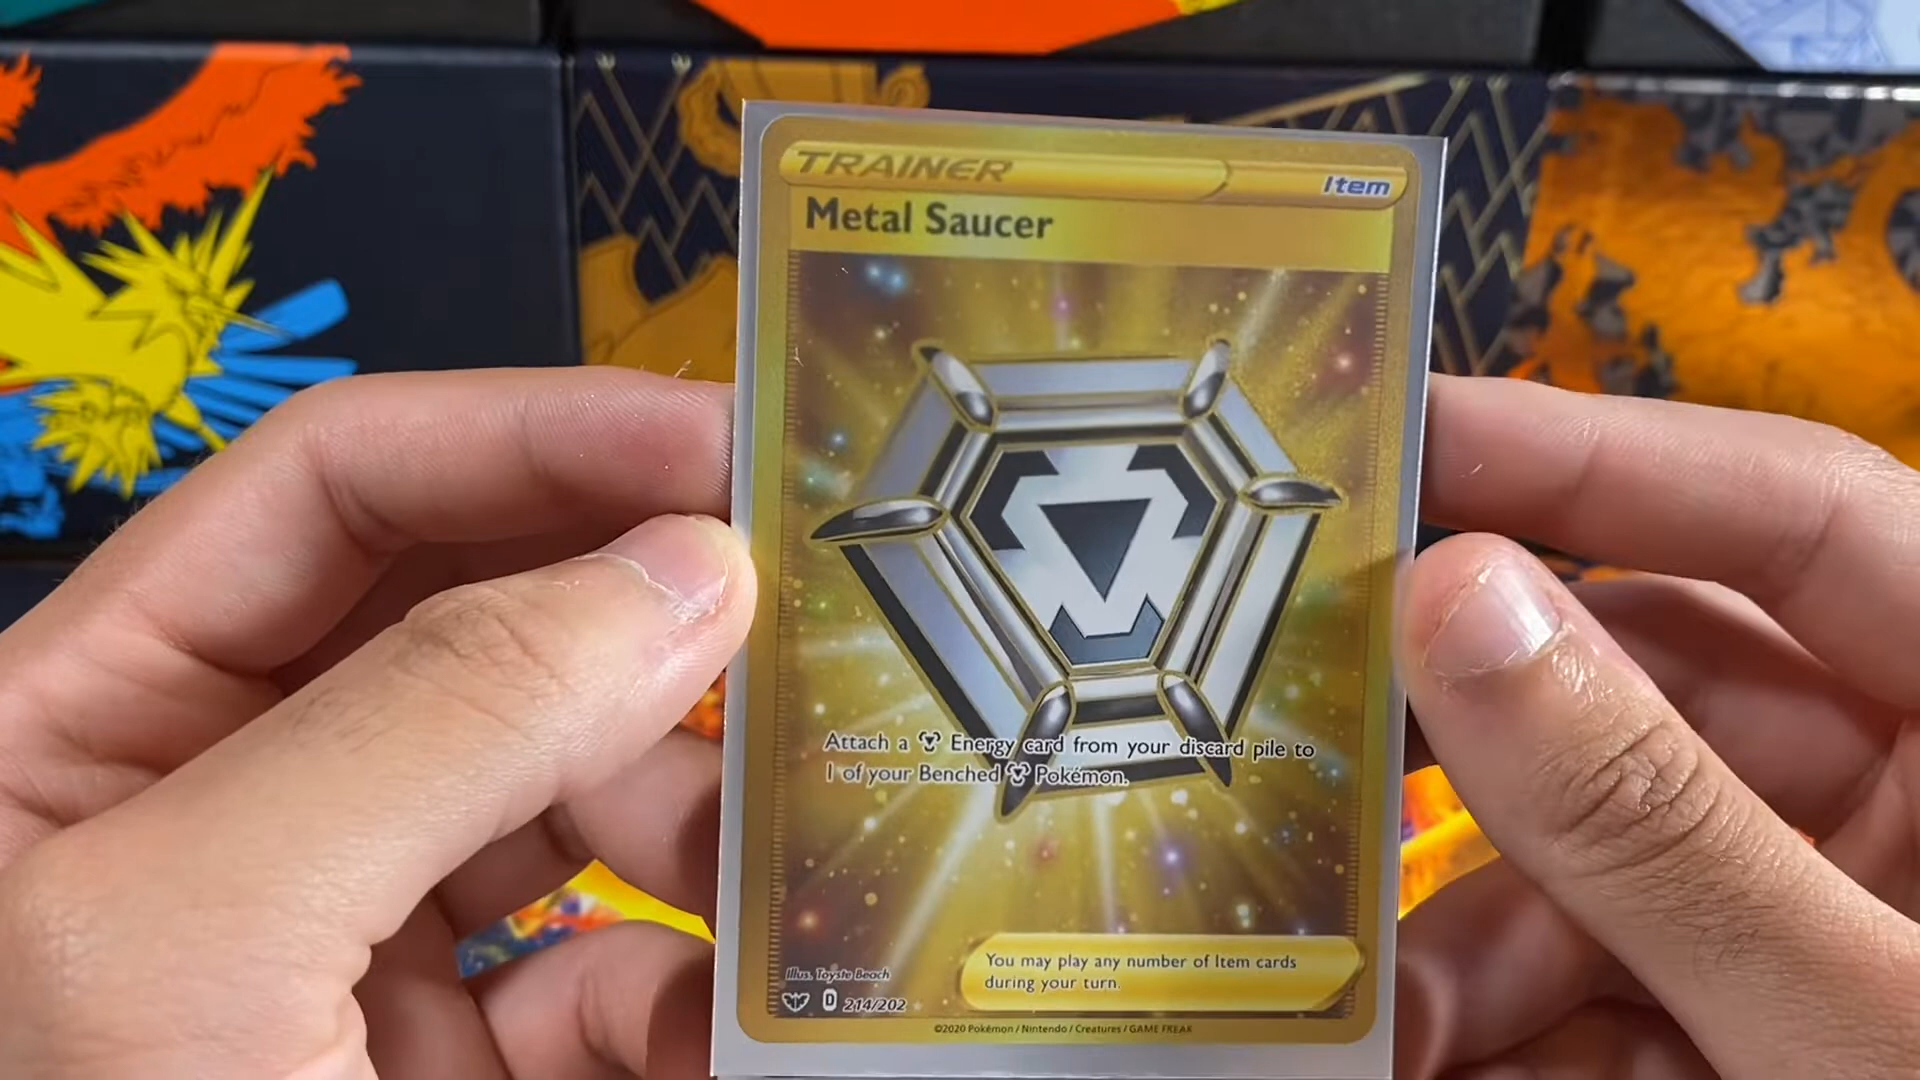 TRAINER
Item
Metal Saucer
Attach a Energy card from your discard pile to
1 of your Benched Pokémon.
You may play any number of Item cards
during your turn.
Illus. Toyste Beach
D 214/202
©2020 Pokémon / Nintendo / Creatures / GAME FREAK